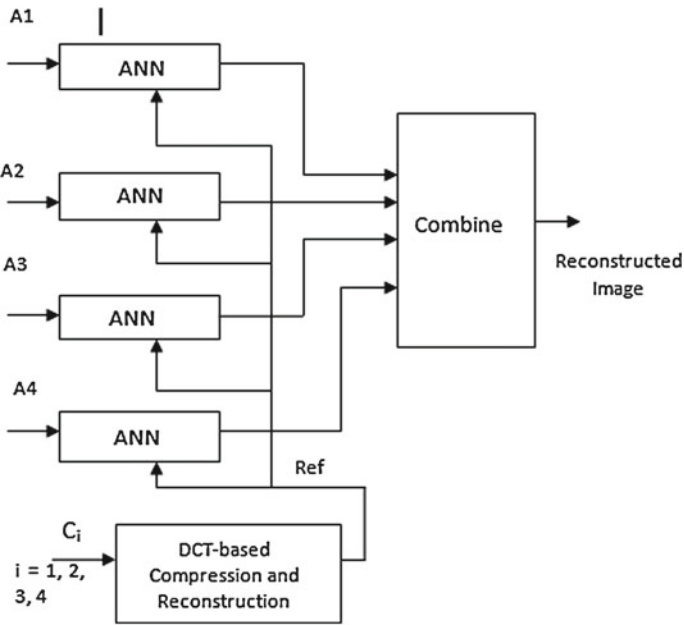 A1
ANN
A2
ANN
Combine
A3
Reconstructed
Image
ANN
A4
ANN
Ref
Ci
DCT-based
i = 1, 2,
Compression and
3, 4
Reconstruction